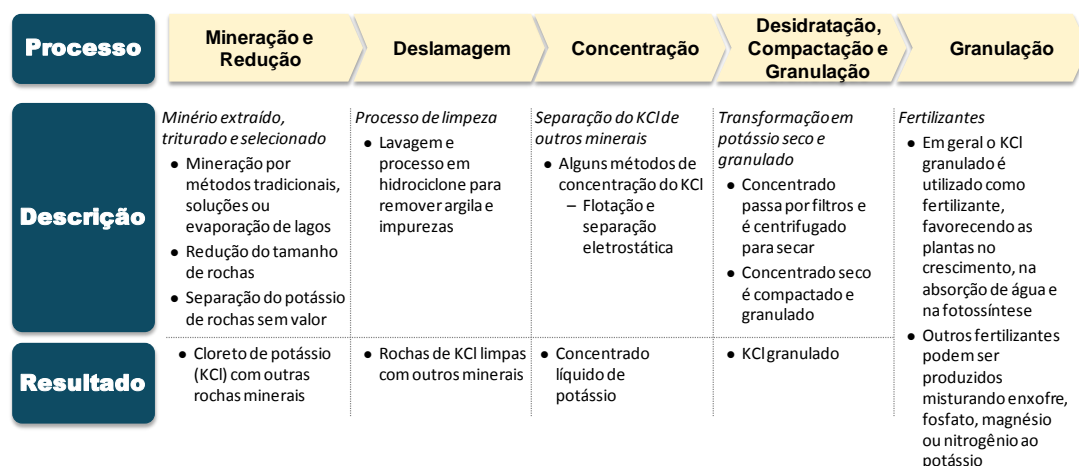 Processo
Mineração e
Redução
Deslamagem
Concentração
Desidratação,
Compactação e
Granulação
Granulação
Descrição
Minério extraído,
triturado e selecionado
● Mineração por
métodos tradicionais,
soluções ou
evaporação de lagos
● Redução do tamanho
de rochas
● Separação do potássio
de rochas sem valor
Processo de limpeza
● Lavagem e
processo em
hidrociclone para
remover argila e
impurezas
Separação do KCl de
outros minerais
● Alguns métodos de
concentração do KCl
– Flotação e
separação
eletrostática
Transformação em
potássio seco e
granulado
● Concentrado
passa por filtros e
é centrifugado
para secar
● Concentrado seco
é compactado e
granulado
Fertilizantes
● Em geral o KCl
granulado é
utilizado como
fertilizante,
favorecendo as
plantas no
crescimento, na
absorção de água e
na fotossíntese
● Outros fertilizantes
podem ser
produzidos
misturando enxofre,
fosfato, magnésio
ou nitrogênio ao
potássio
Resultado
● Cloreto de potássio
(KCl) com outras
rochas minerais
● Rochas de KCl limpas
com outros minerais
● Concentrado
líquido de
potássio
● KCl granulado